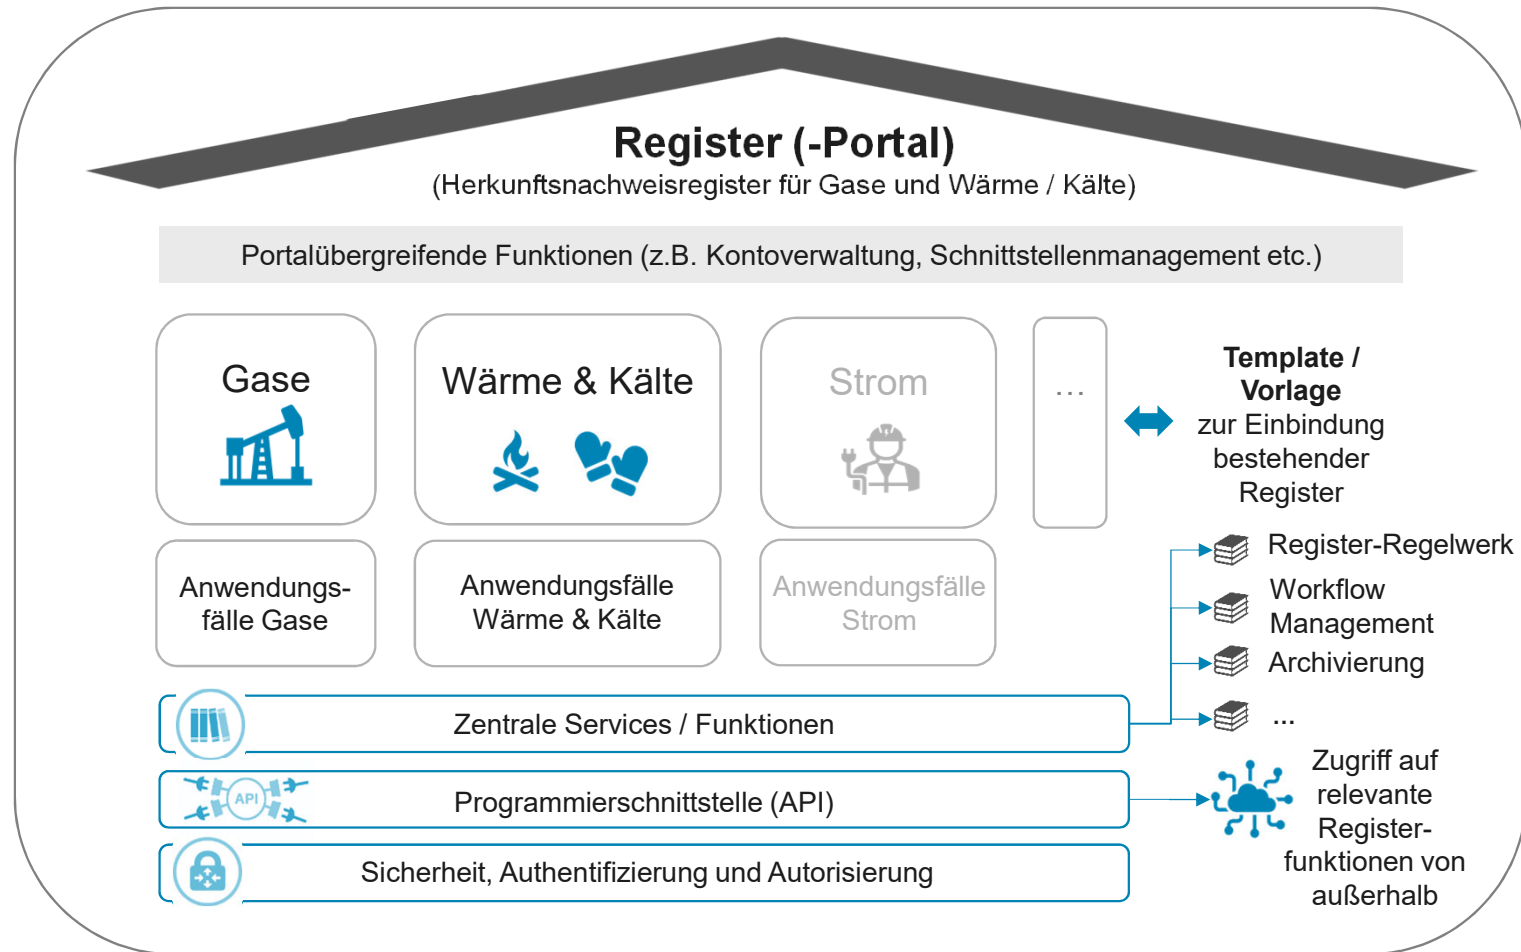 Register (-Portal)
(Herkunftsnachweisregister für Gase und Wärme / Kälte)
Portalübergreifende Funktionen (z.B. Kontoverwaltung, Schnittstellenmanagement etc.)
Gase
Wärme & Kälte
Strom
...
Template /
Vorlage
zur Einbindung
bestehender
Register
Anwendungs-
fälle Gase
Anwendungsfälle
Wärme & Kälte
Anwendungsfälle
Strom
Register-Regelwerk
Workflow
Management
Archivierung
...
Zentrale Services / Funktionen
API
Programmierschnittstelle (API)
Zugriff auf
relevante
Register-
funktionen von
außerhalb
Sicherheit, Authentifizierung und Autorisierung